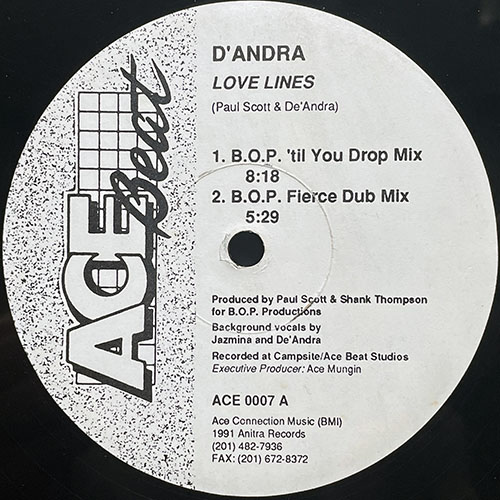 ACE
Beat
D'ANDRA
LOVE LINES
(Paul Scott & De'Andra)
1. B.O.P. 'til You Drop Mix
8:18
2. B.O.P. Fierce Dub Mix
5:29
Produced by Paul Scott & Shank Thompson
for B.O.P. Productions
Background vocals by
Jazmina and De'Andra
Recorded at Campsite/Ace Beat Studios
Executive Producer: Ace Mungin
ACE 0007 A
Ace Connection Music (BMI)
1991 Anitra Records
(201) 482-7936
FAX: (201) 672-8372